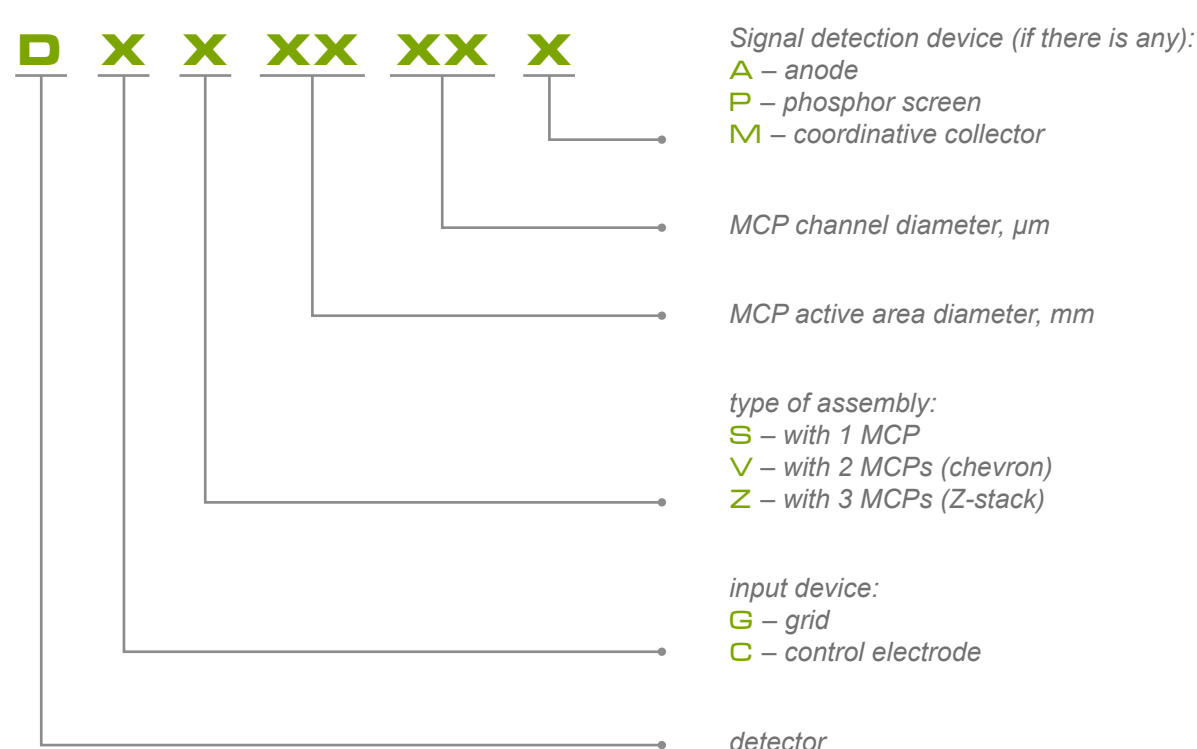 D X X XX XX X
Signal detection device (if there is any):
A – anode
P – phosphor screen
M – coordinative collector
MCP channel diameter, µm
MCP active area diameter, mm
type of assembly:
S – with 1 MCP
V – with 2 MCPs (chevron)
Z – with 3 MCPs (Z-stack)
input device:
G – grid
C – control electrode
detector